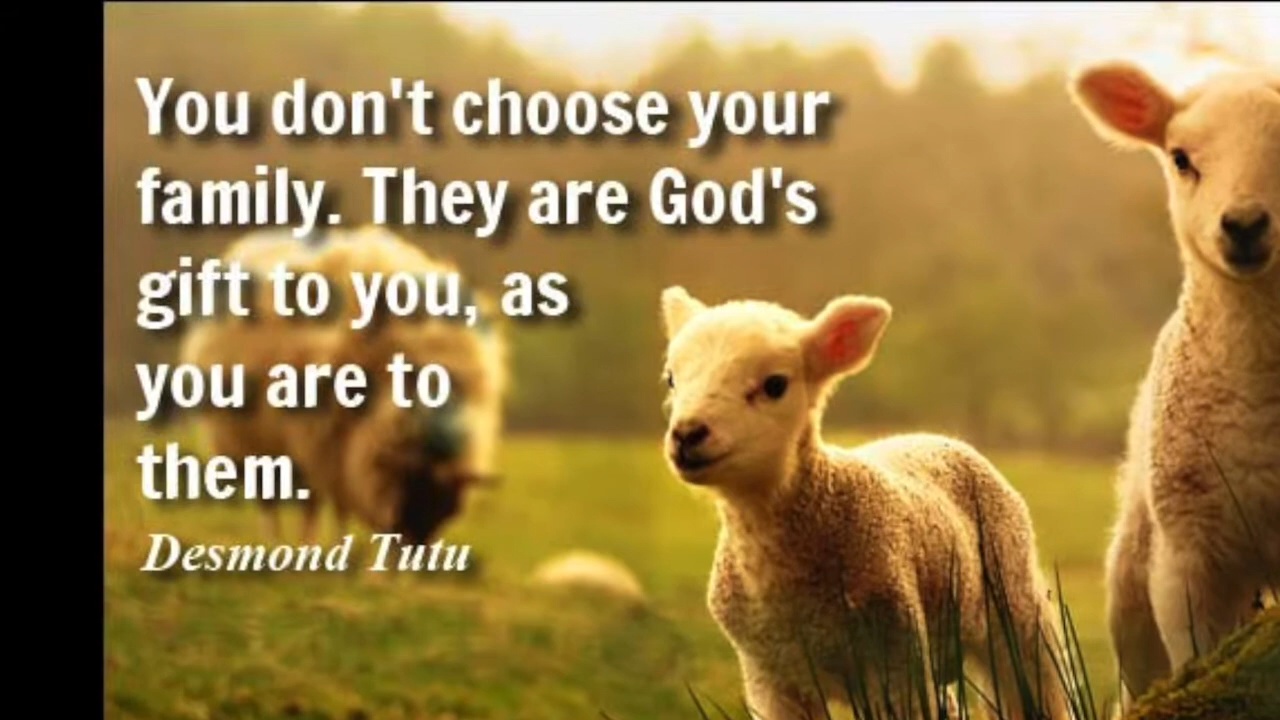 You don't choose your
family. They are God's
gift to you, as
you are to
them.
Desmond Tutu